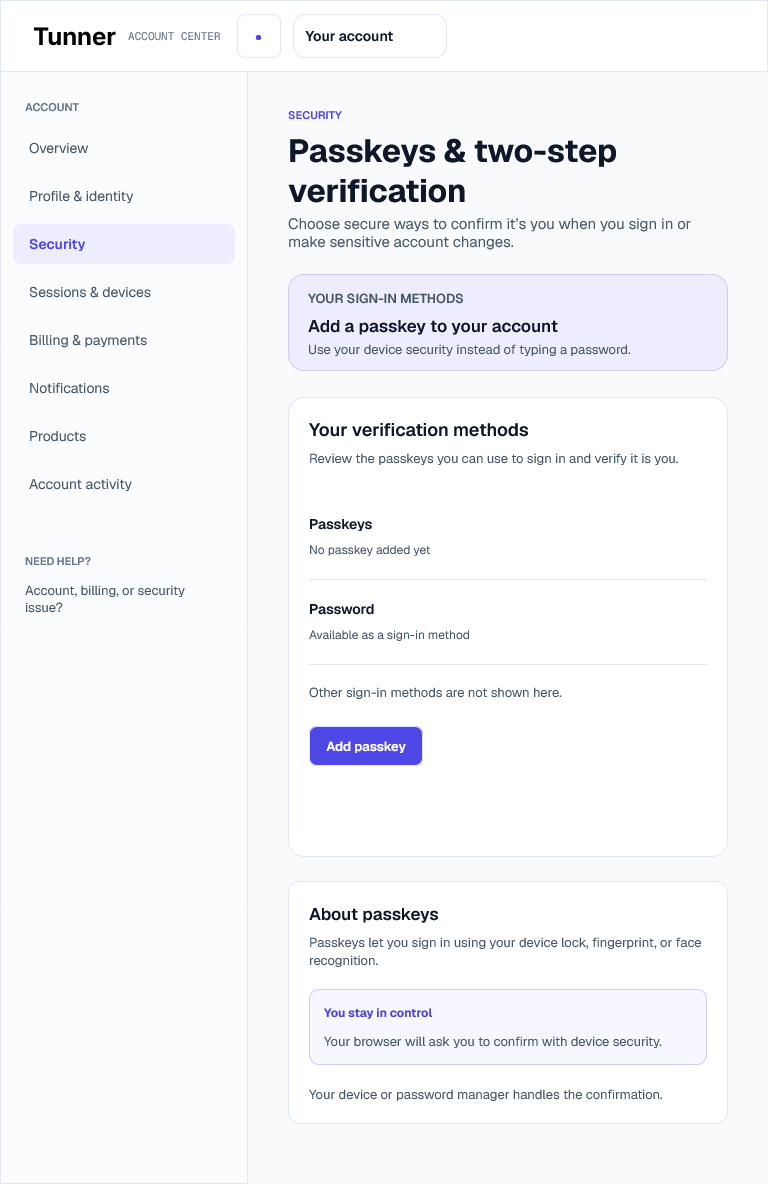 Tunner
ACCOUNT CENTER
Your account
ACCOUNT
Overview
Profile & identity
Security
Sessions & devices
Billing & payments
Notifications
Products
Account activity
NEED HELP?
Account, billing, or security
issue?
SECURITY
Passkeys & two-step
verification
Choose secure ways to confirm it's you when you sign in or
make sensitive account changes.
YOUR SIGN-IN METHODS
Add a passkey to your account
Use your device security instead of typing a password.
Your verification methods
Review the passkeys you can use to sign in and verify it is you.
Passkeys
No passkey added yet
Password
Available as a sign-in method
Other sign-in methods are not shown here.
Add passkey
About passkeys
Passkeys let you sign in using your device lock, fingerprint, or face
recognition.
You stay in control
Your browser will ask you to confirm with device security.
Your device or password manager handles the confirmation.